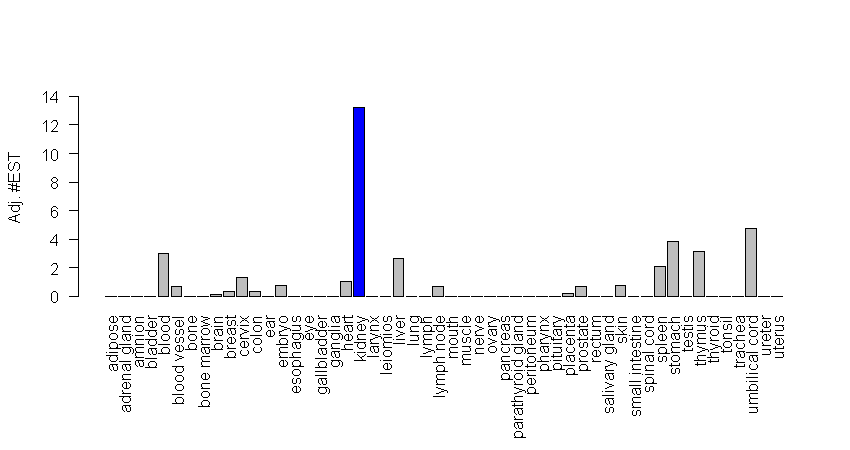 Adj. #EST
14
12
10
8
6
4
2
0
adipose
adrenal gland
amnion
bladder
blood
blood vessel
bone
bone marrow
brain
breast
cervix
colon
ear
embryo
esophagus
eye
gallbladder
ganglia
heart
kidney
larynx
leiomios
liver
lung
lymph
lymph node
mouth
muscle
nerve
ovary
pancreas
parathyroid gland
peritoneum
pharynx
pituitary
placenta
prostate
rectum
salivary gland
skin
small intestine
spinal cord
spleen
stomach
testis
thymus
thyroid
tonsil
trachea
umbilical cord
ureter
uterus